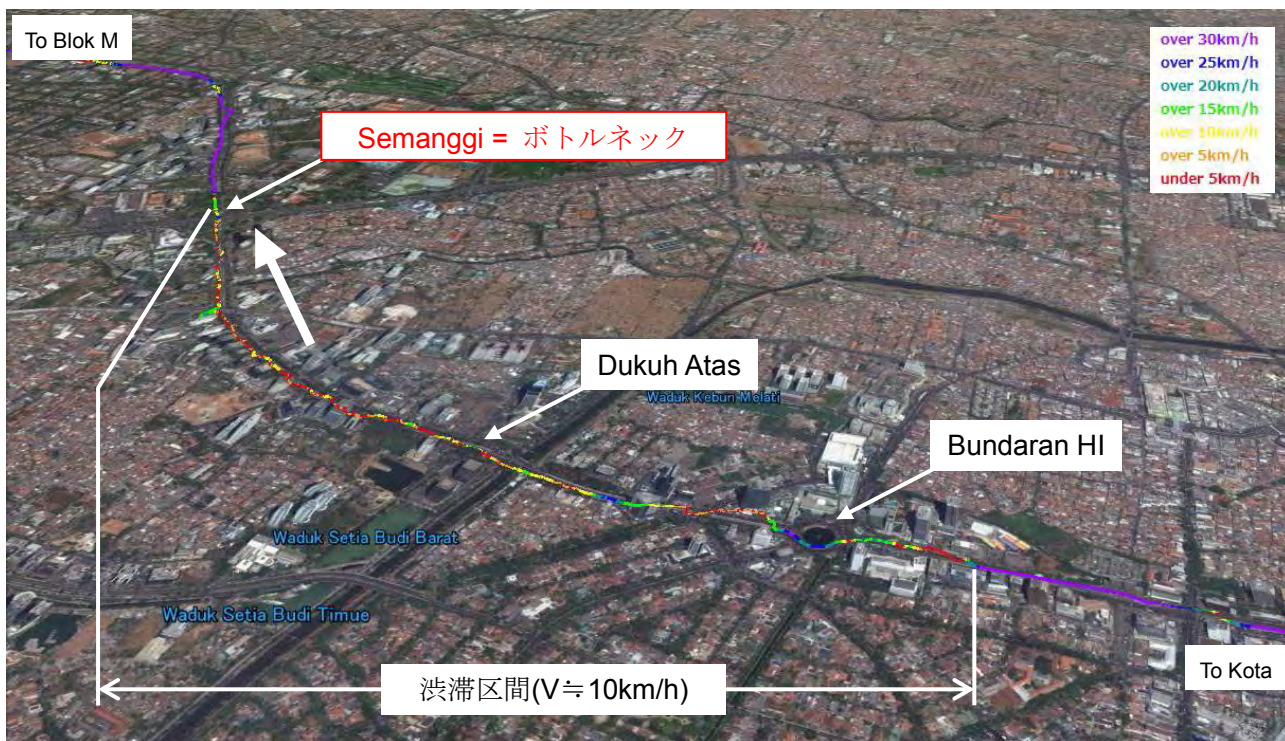 To Blok M
over 30km/h
over 25km/h
over 20km/h
over 15km/h
over 10km/h
over 5km/h
under 5km/h
Semanggi = ボトルネック
Dukuh Atas
Waduk Kebun Melati
Bundaran HI
Waduk Setia Budi Barat
Waduk Setia Budi Timue
To Kota
渋滞区間(V≒10km/h)